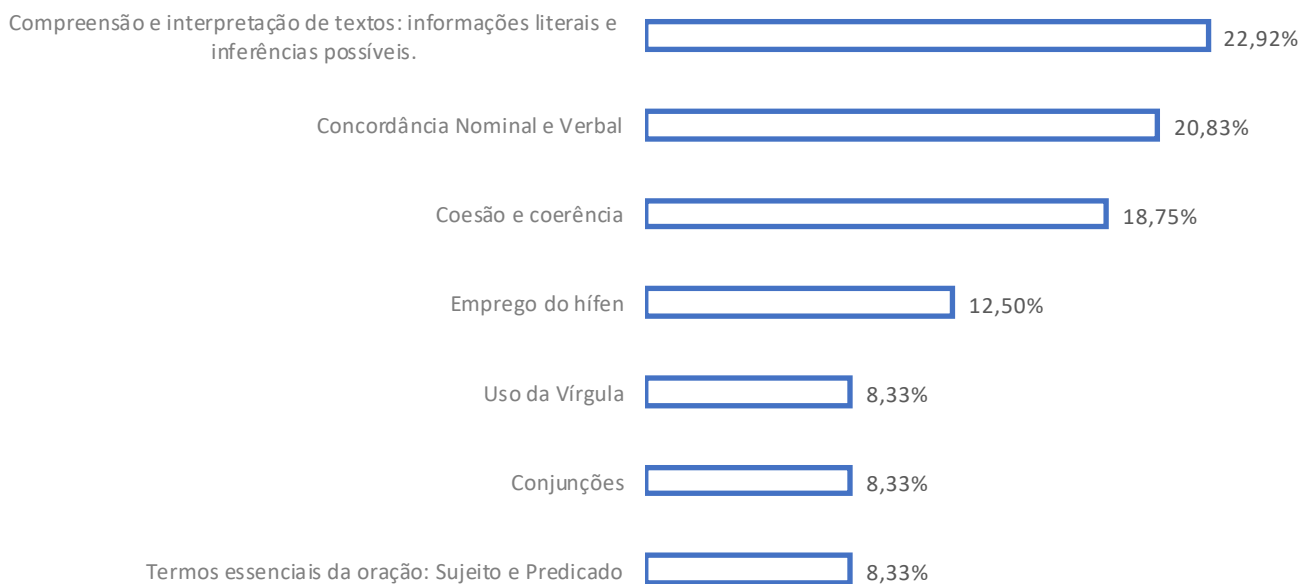 Compreensão e interpretação de textos: informações literais e
inferências possíveis.
22,92%
Concordância Nominal e Verbal
20,83%
Coesão e coerência
18,75%
Emprego do hífen
12,50%
Uso da Vírgula
8,33%
Conjunções
8,33%
Termos essenciais da oração: Sujeito e Predicado
8,33%